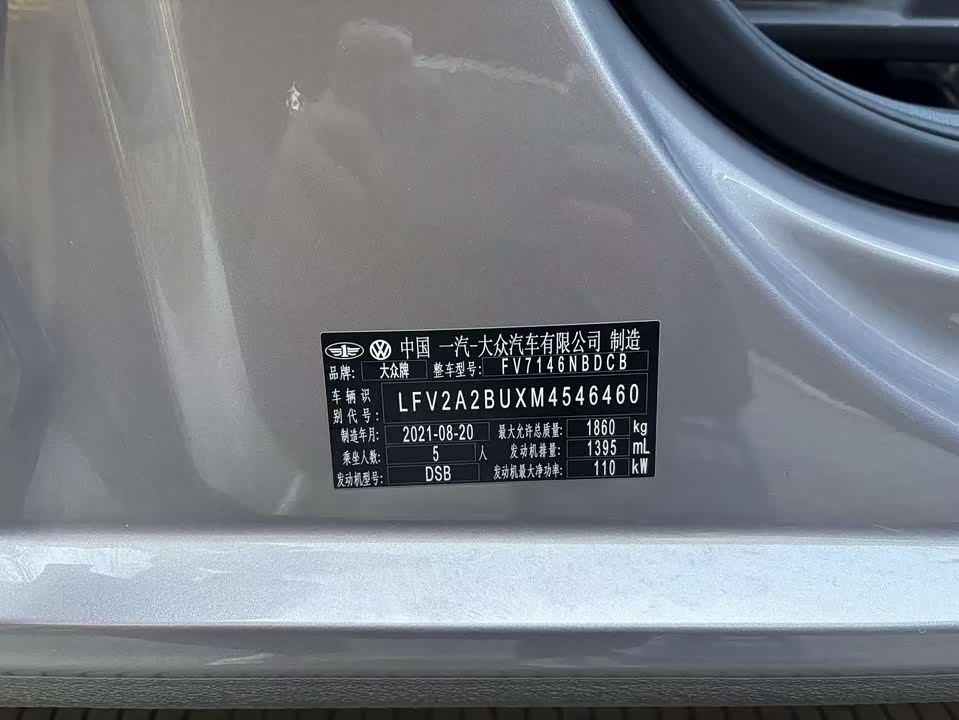 中国 一汽-大众汽车有限公司 制造
品牌: 大众牌 整车型号: FV7146NBDCB
车辆识别代号: LFV2A2BUXM4546460
制造年月: 2021-08-20 最大允许总质量: 1860 kg
乘坐人数: 5 人 发动机排量: 1395 mL
发动机型号: DSB 发动机最大净功率: 110 kW